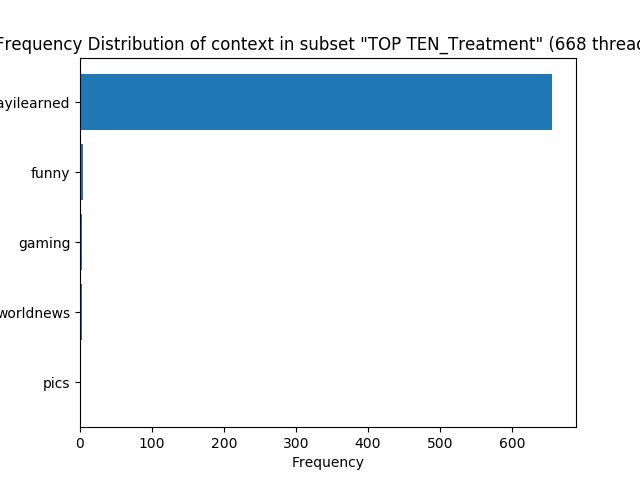 Frequency Distribution of context in subset "TOP TEN_Treatment" (668 threac
ayilearned
funny
gaming
worldnews
pics
0 100 200 300 400 500 600
Frequency